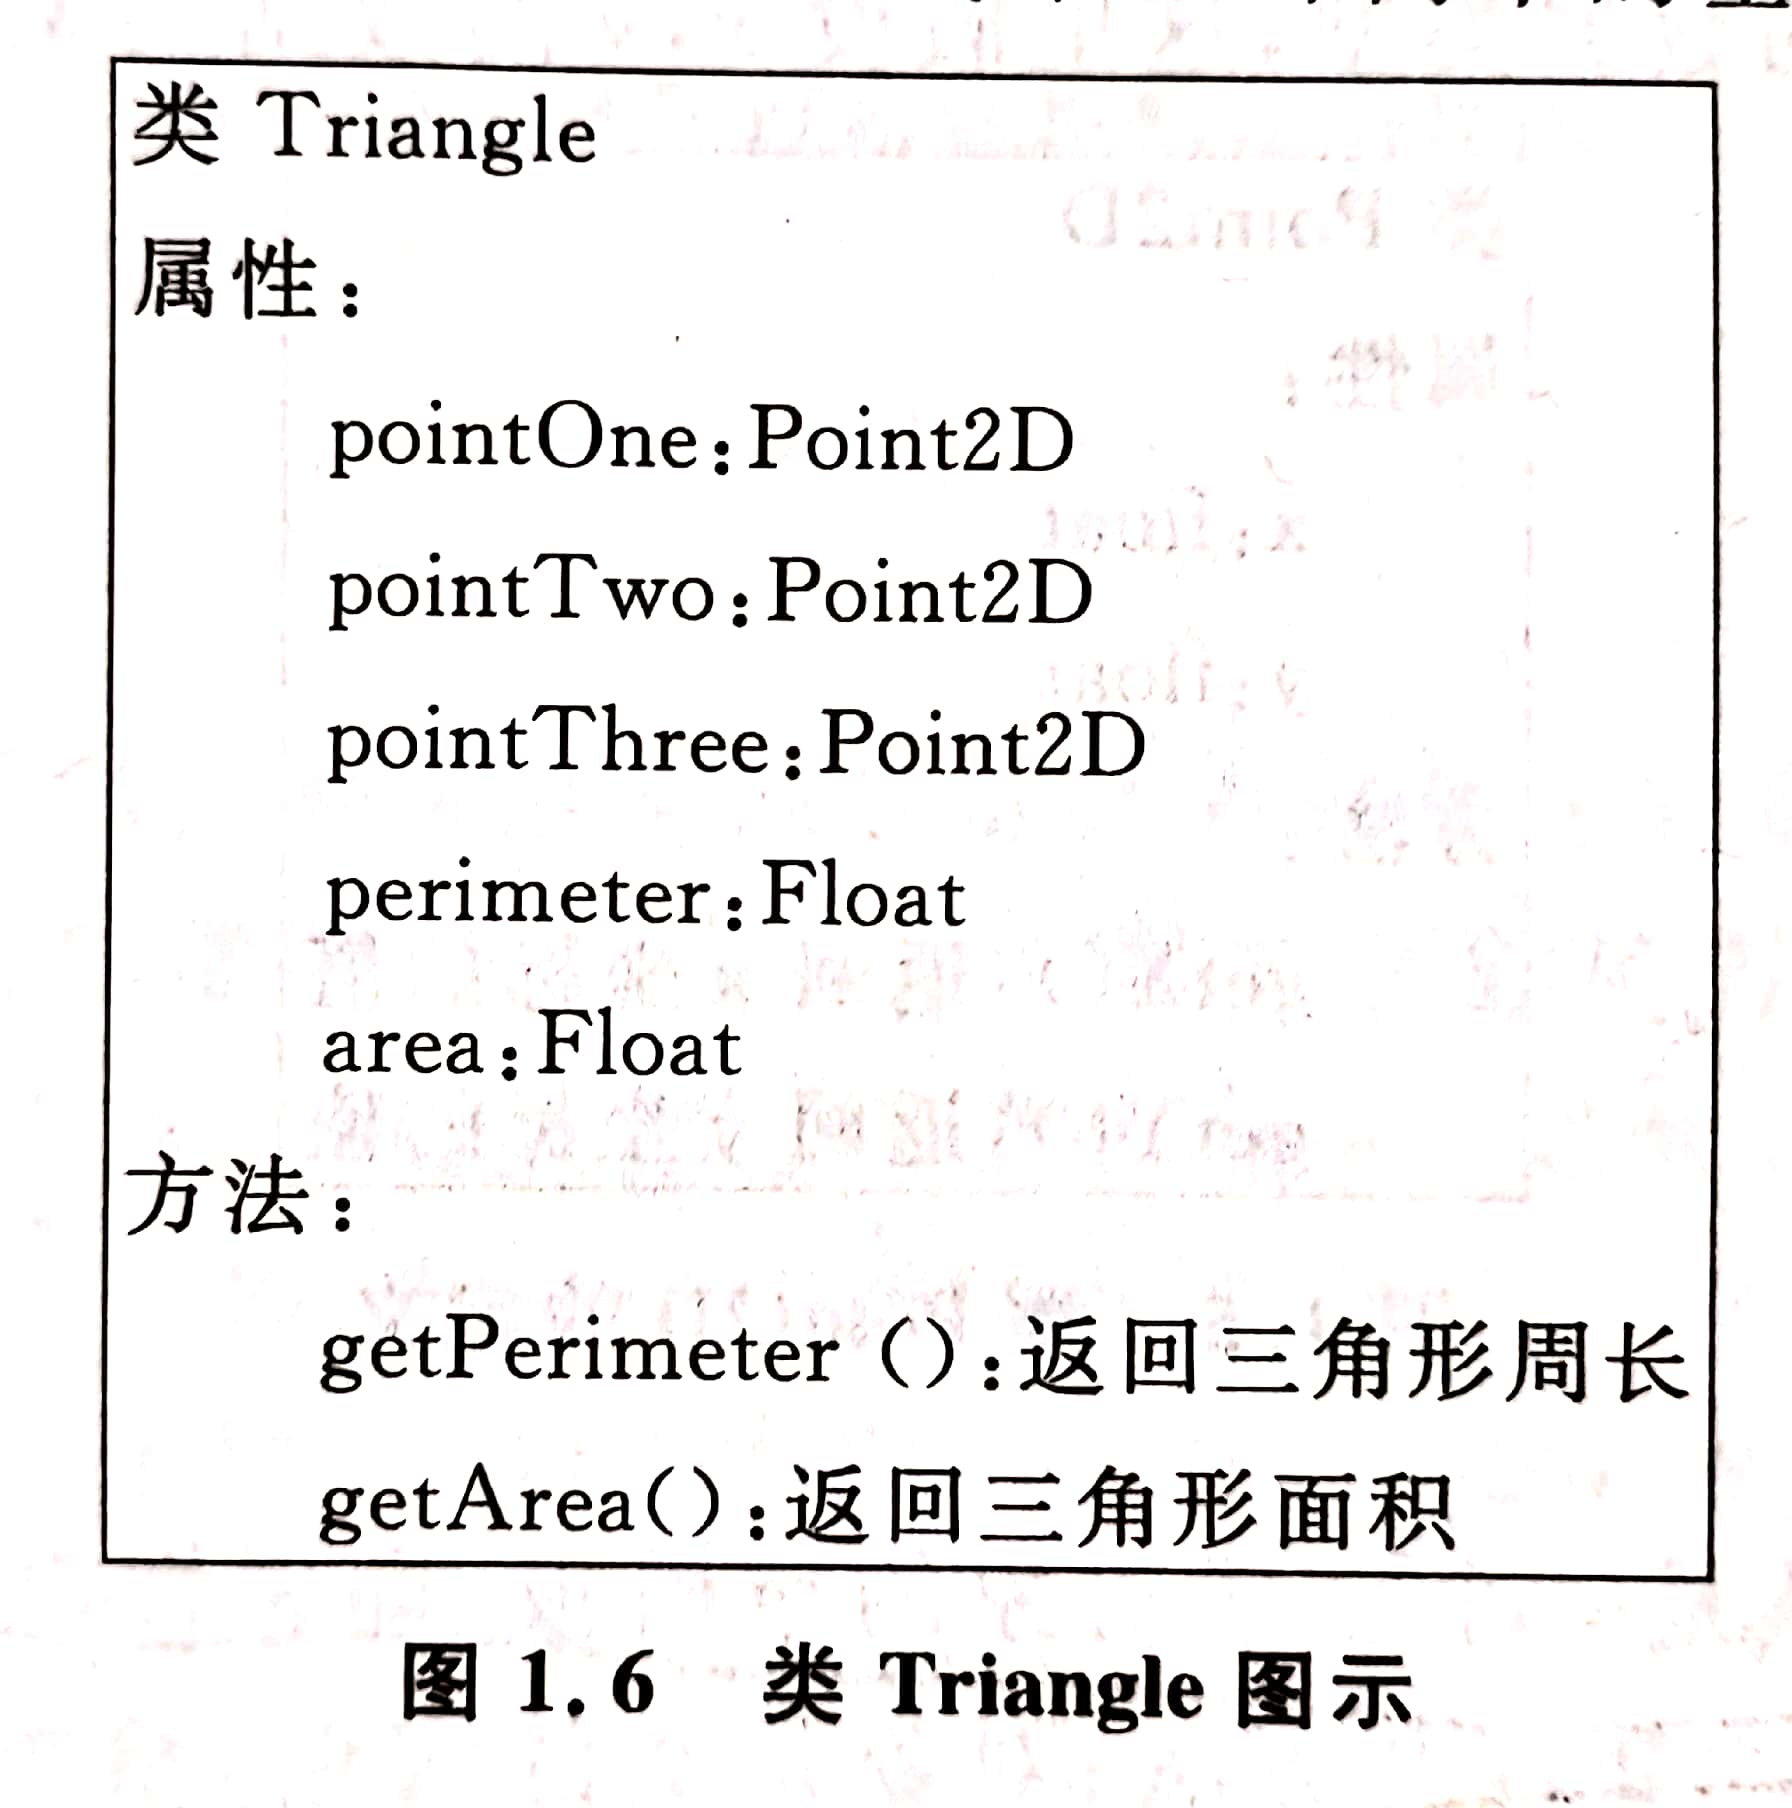 类 Triangle
属性：
pointOne：Point2D
pointTwo：Point2D
pointThree：Point2D
perimeter：Float
area：Float
方法：
getPerimeter ()：返回三角形周长
getArea()：返回三角形面积
图 1.6 类 Triangle 图示